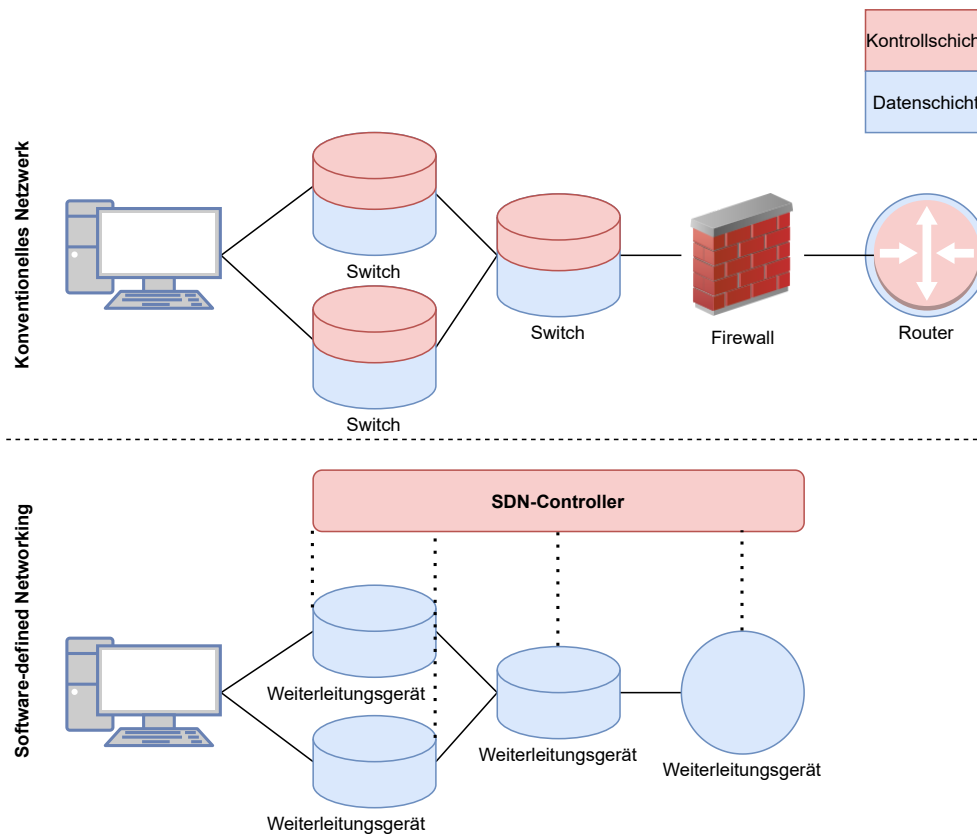 Kontrollschich
Datenschicht
Konventionelles Netzwerk
Switch
Switch
Switch
Firewall
Router
Software-defined Networking
SDN-Controller
Weiterleitungsgerät
Weiterleitungsgerät
Weiterleitungsgerät
Weiterleitungsgerät